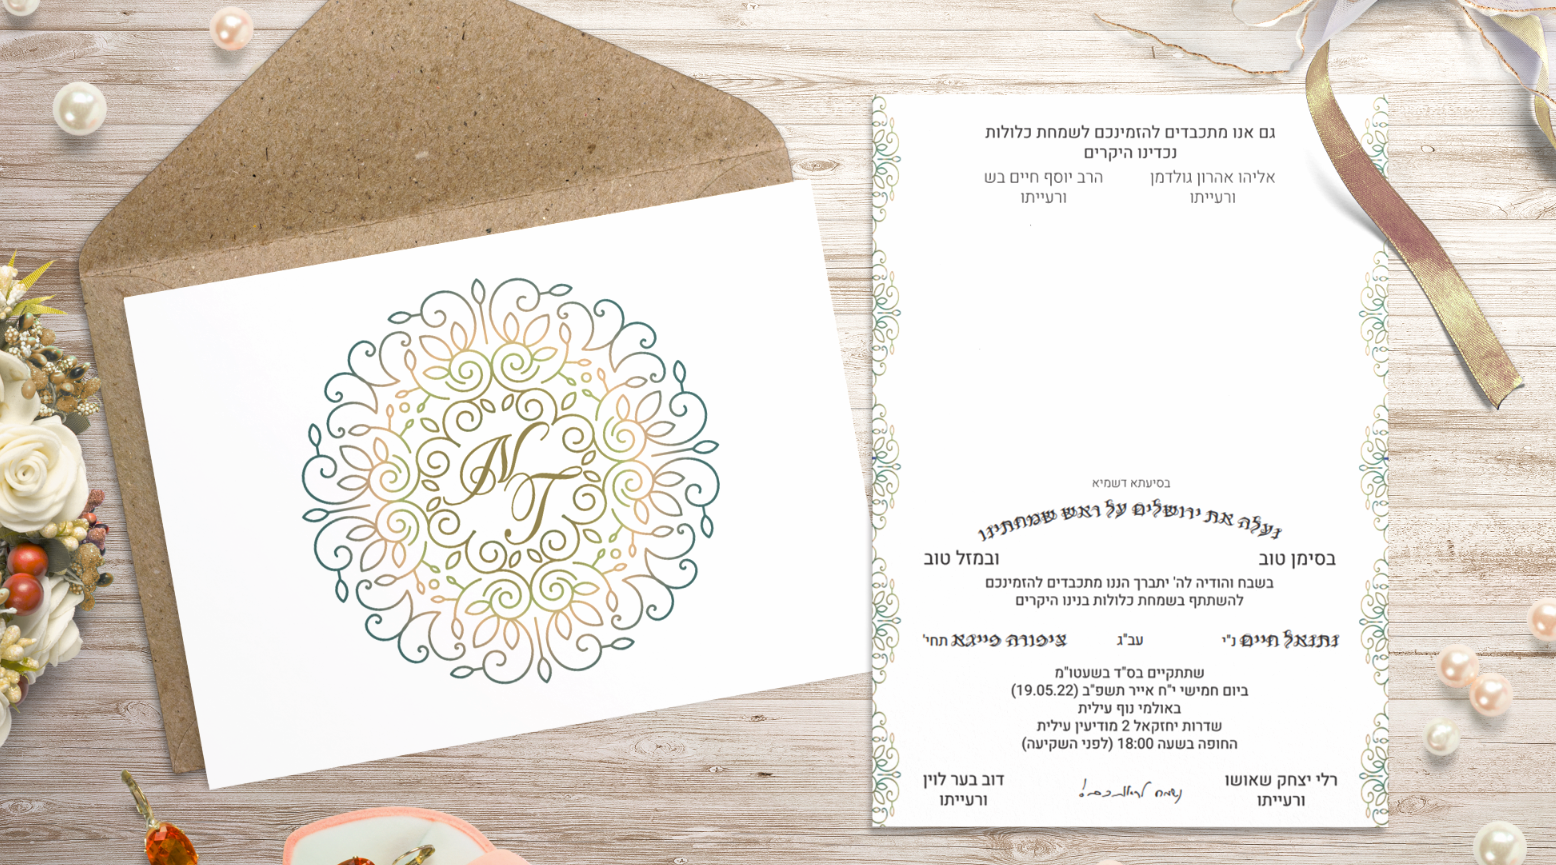 N
T
גם אנו מתכבדים להזמינכם לשמחת כלולות
נכדינו היקרים
אליהו אהרון גולדמן הרב יוסף חיים בש
ורעייתו ורעייתו
בסיעתא דשמיא
נעלה את ירושלים על ראש שמחתינו
בסימן טוב ובמזל טוב
בשבח והודיה לה' יתברך הננו מתכבדים להזמינכם
להשתתף בשמחת כלולות בנינו היקרים
נתנאל חיים ני"ו עב"ג ציפורה פייגא תחי'
שתתקיים בס"ד בשעטו"מ
ביום חמישי י"ח אייר תשפ"ב (19.05.22)
באולמי נוף עילית
שדרות יחזקאל 2 מודיעין עילית
החופה בשעה 18:00 (לפני השקיעה)
רלי יצחק שאושו נשמח לראותכם! דוב בער לוין
ורעייתו ורעייתו